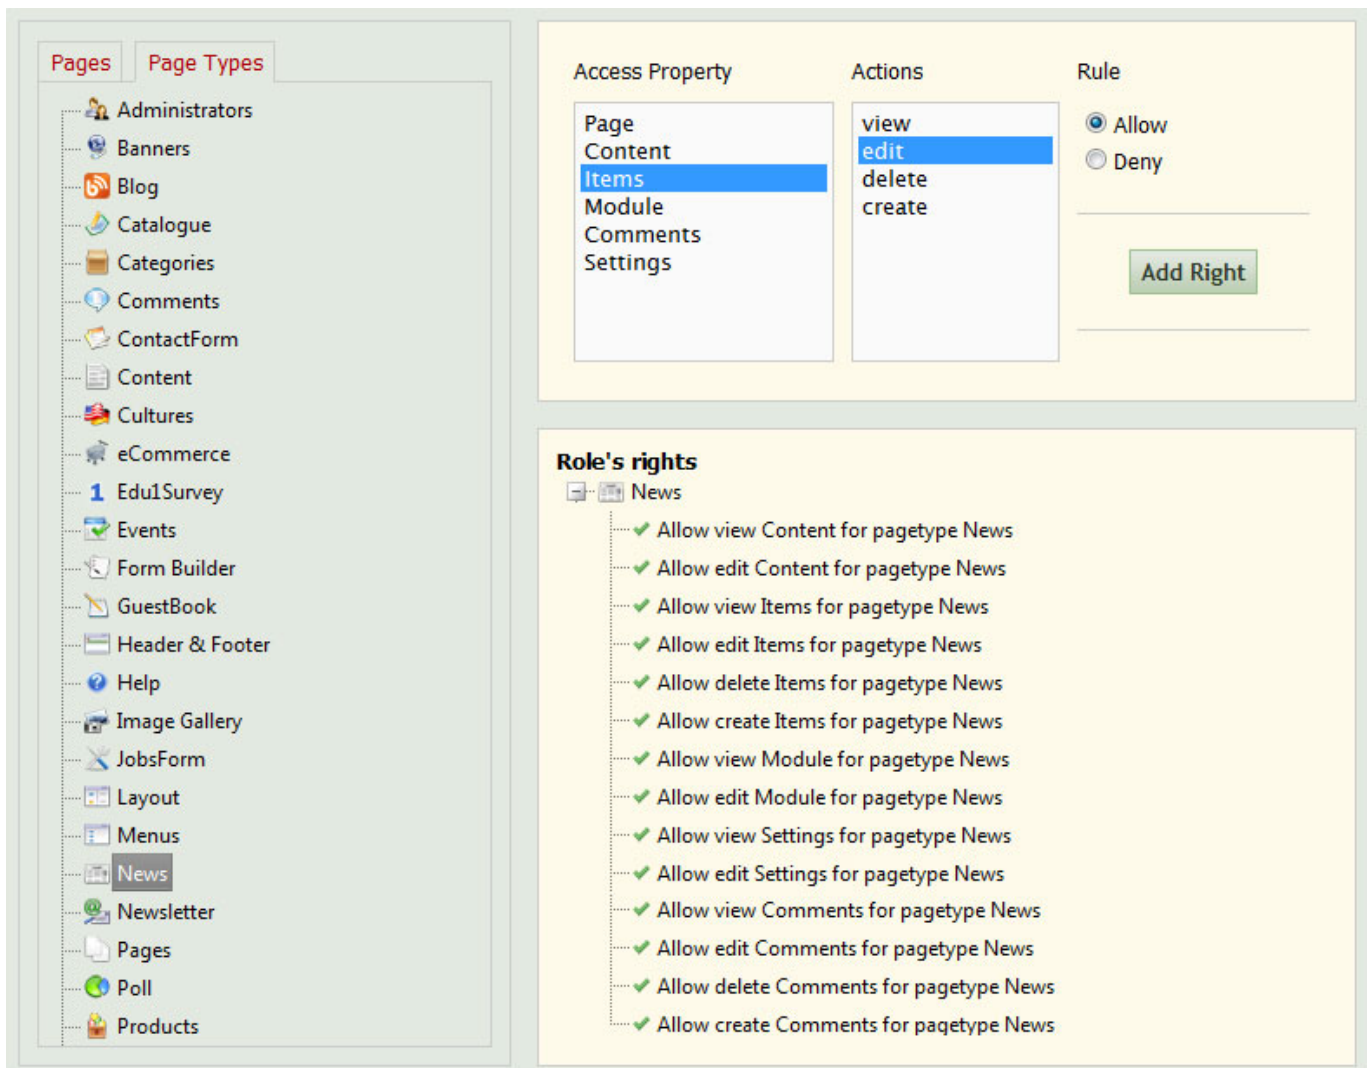 Pages
Page Types
Administrators
Banners
Blog
Catalogue
Categories
Comments
ContactForm
Content
Cultures
eCommerce
1 Edu1Survey
Events
Form Builder
GuestBook
Header & Footer
Help
Image Gallery
JobsForm
Layout
Menus
News
Newsletter
Pages
Poll
Products
Access Property
Page
Content
Items
Module
Comments
Settings
Actions
view
edit
delete
create
Rule
Allow
Deny
Add Right
Role's rights
News
Allow view Content for pagetype News
Allow edit Content for pagetype News
Allow view Items for pagetype News
Allow edit Items for pagetype News
Allow delete Items for pagetype News
Allow create Items for pagetype News
Allow view Module for pagetype News
Allow edit Module for pagetype News
Allow view Settings for pagetype News
Allow edit Settings for pagetype News
Allow view Comments for pagetype News
Allow edit Comments for pagetype News
Allow delete Comments for pagetype News
Allow create Comments for pagetype News